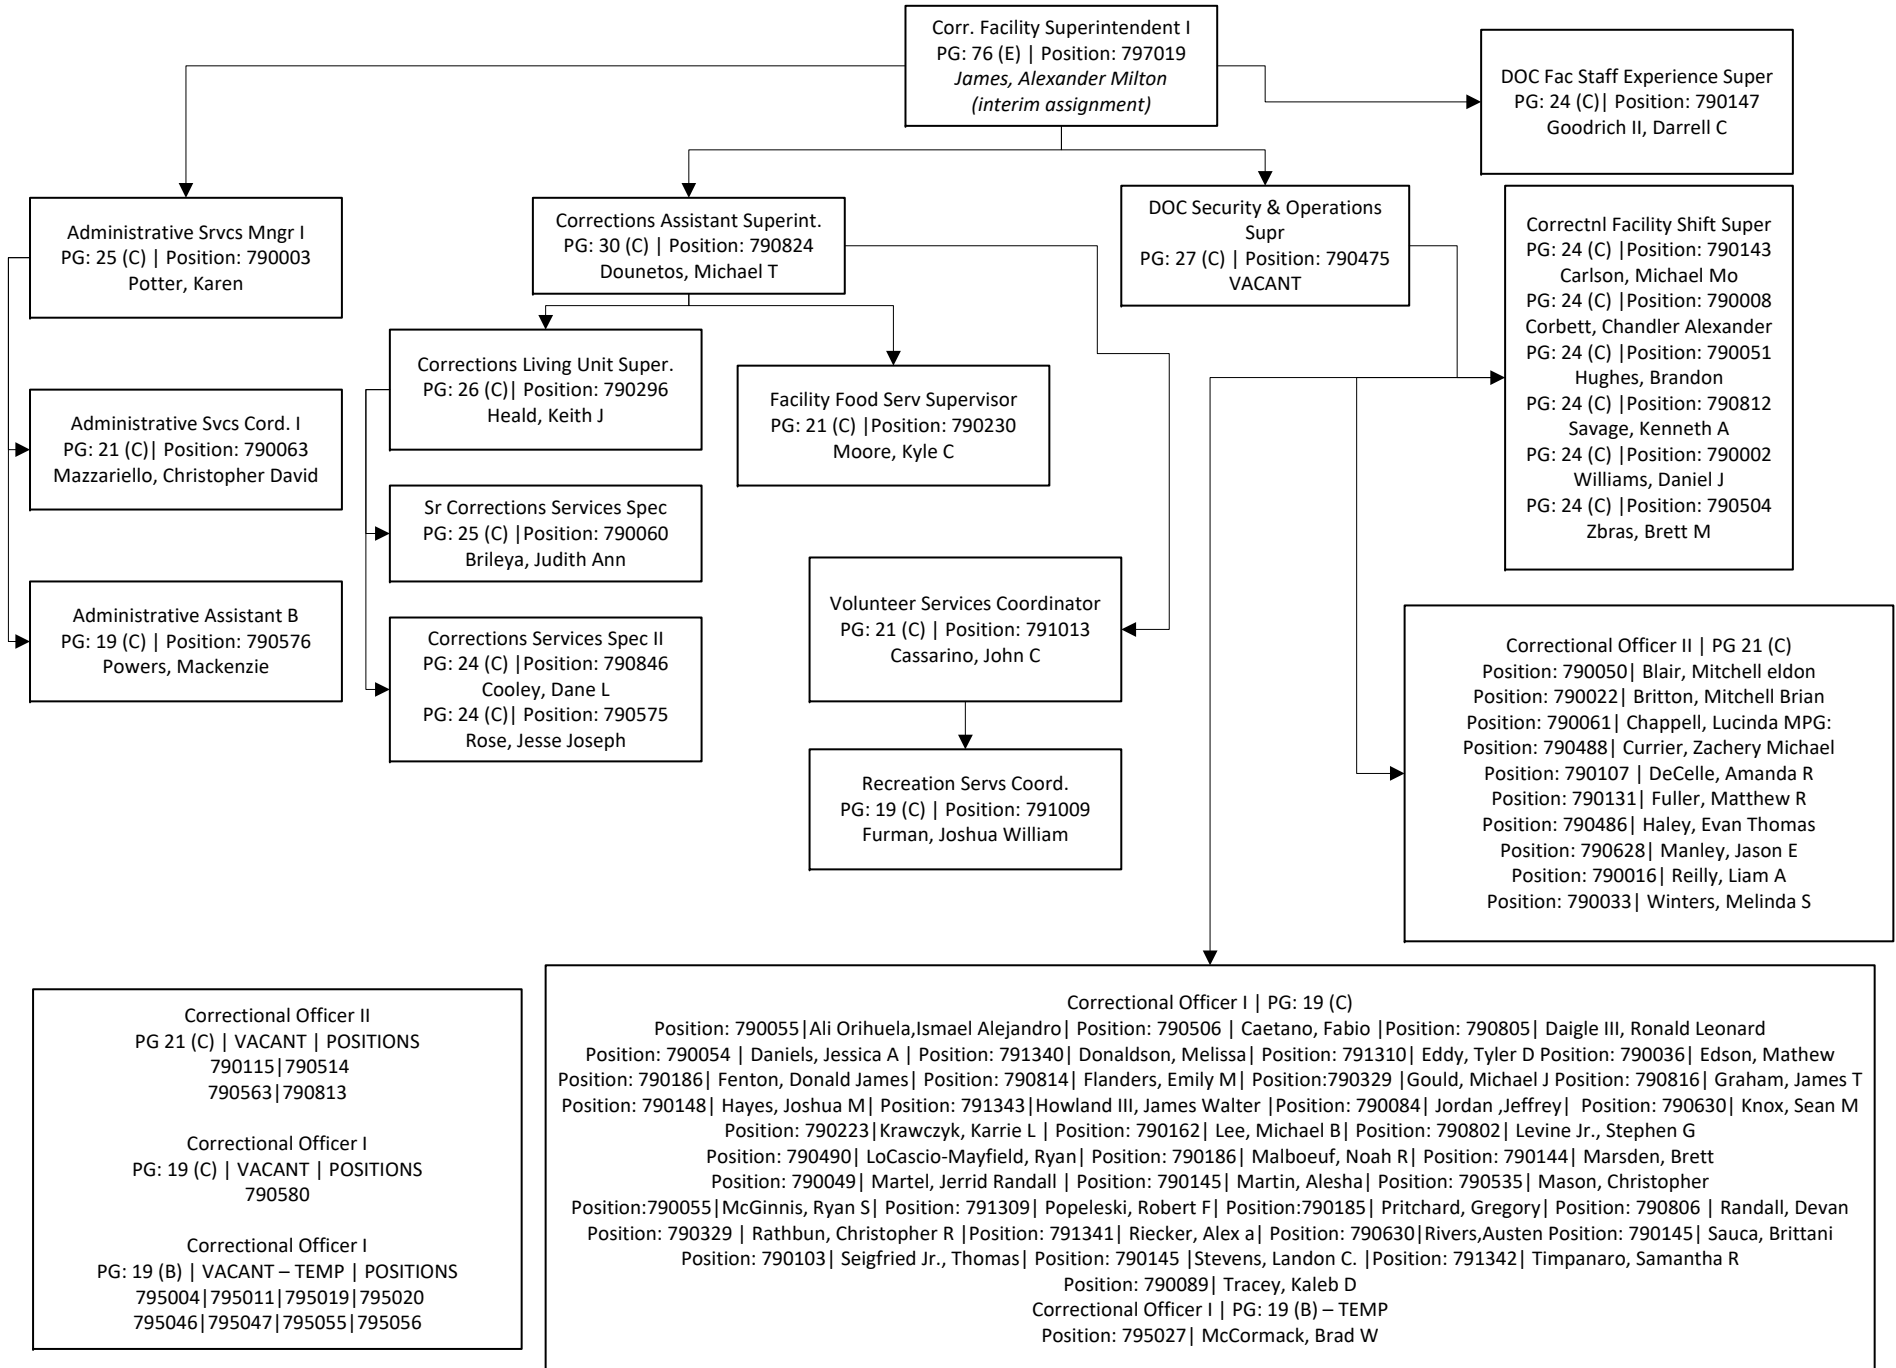 Corr. Facility Superintendent I
PG: 76 (E) | Position: 797019
James, Alexander Milton
(interim assignment)
DOC Fac Staff Experience Super
PG: 24 (C)| Position: 790147
Goodrich II, Darrell C
Administrative Srvcs Mngr I
PG: 25 (C) | Position: 790003
Potter, Karen
Corrections Assistant Superint.
PG: 30 (C) | Position: 790824
Dounetos, Michael T
DOC Security & Operations
Supr
PG: 27 (C) | Position: 790475
VACANT
Correctnl Facility Shift Super
PG: 24 (C) |Position: 790143
Carlson, Michael Mo
PG: 24 (C) |Position: 790008
Corbett, Chandler Alexander
PG: 24 (C) |Position: 790051
Hughes, Brandon
PG: 24 (C) |Position: 790812
Savage, Kenneth A
PG: 24 (C) |Position: 790002
Williams, Daniel J
PG: 24 (C) |Position: 790504
Zbras, Brett M
Corrections Living Unit Super.
PG: 26 (C)| Position: 790296
Heald, Keith J
Facility Food Serv Supervisor
PG: 21 (C) |Position: 790230
Moore, Kyle C
Administrative Svcs Cord. I
PG: 21 (C)| Position: 790063
Mazzariello, Christopher David
Sr Corrections Services Spec
PG: 25 (C) |Position: 790060
Brileya, Judith Ann
Administrative Assistant B
PG: 19 (C) | Position: 790576
Powers, Mackenzie
Corrections Services Spec II
PG: 24 (C) |Position: 790846
Cooley, Dane L
PG: 24 (C)| Position: 790575
Rose, Jesse Joseph
Volunteer Services Coordinator
PG: 21 (C) | Position: 791013
Cassarino, John C
Recreation Servs Coord.
PG: 19 (C) | Position: 791009
Furman, Joshua William
Correctional Officer II | PG 21 (C)
Position: 790050| Blair, Mitchell eldon
Position: 790022| Britton, Mitchell Brian
Position: 790061| Chappell, Lucinda MPG:
Position: 790488| Currier, Zachery Michael
Position: 790107 | DeCelle, Amanda R
Position: 790131| Fuller, Matthew R
Position: 790486| Haley, Evan Thomas
Position: 790628| Manley, Jason E
Position: 790016| Reilly, Liam A
Position: 790033| Winters, Melinda S
Correctional Officer II
PG 21 (C) | VACANT | POSITIONS
790115|790514
790563|790813
Correctional Officer I
PG: 19 (C) | VACANT | POSITIONS
790580
Correctional Officer I
PG: 19 (B) | VACANT – TEMP | POSITIONS
795004|795011|795019|795020
795046|795047|795055|795056
Correctional Officer I | PG: 19 (C)
Position: 790055|Ali Orihuela,Ismael Alejandro| Position: 790506 | Caetano, Fabio |Position: 790805| Daigle III, Ronald Leonard
Position: 790054 | Daniels, Jessica A | Position: 791340| Donaldson, Melissa| Position: 791310| Eddy, Tyler D Position: 790036| Edson, Mathew
Position: 790186| Fenton, Donald James| Position: 790814| Flanders, Emily M| Position:790329 |Gould, Michael J Position: 790816| Graham, James T
Position: 790148| Hayes, Joshua M| Position: 791343|Howland III, James Walter |Position: 790084| Jordan ,Jeffrey| Position: 790630| Knox, Sean M
Position: 790223|Krawczyk, Karrie L | Position: 790162| Lee, Michael B| Position: 790802| Levine Jr., Stephen G
Position: 790490| LoCascio-Mayfield, Ryan| Position: 790186| Malboeuf, Noah R| Position: 790144| Marsden, Brett
Position: 790049| Martel, Jerrid Randall | Position: 790145| Martin, Alesha| Position: 790535| Mason, Christopher
Position:790055|McGinnis, Ryan S| Position: 791309| Popeleski, Robert F| Position:790185| Pritchard, Gregory| Position: 790806 | Randall, Devan
Position: 790329 | Rathbun, Christopher R |Position: 791341| Riecker, Alex a| Position: 790630|Rivers,Austen Position: 790145| Sauca, Brittani
Position: 790103| Seigfried Jr., Thomas| Position: 790145 |Stevens, Landon C. |Position: 791342| Timpanaro, Samantha R
Position: 790089| Tracey, Kaleb D
Correctional Officer I | PG: 19 (B) – TEMP
Position: 795027| McCormack, Brad W